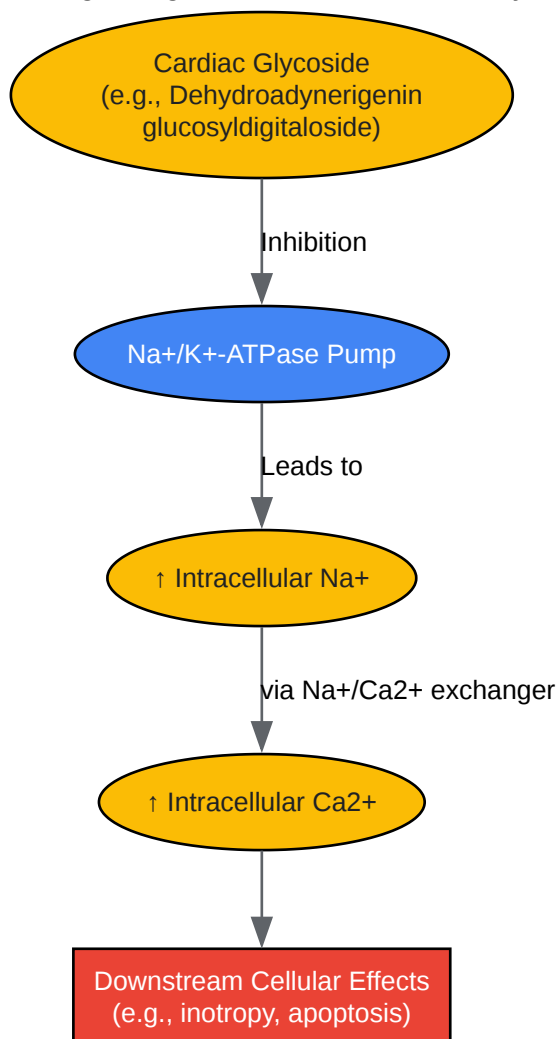 Cardiac Glycoside
(e.g., Dehydroadynerigenin
glucosyldigitaloside)
Inhibition
Na+/K+-ATPase Pump
Leads to
↑ Intracellular Na+
via Na+/Ca2+ exchanger
↑ Intracellular Ca2+
Downstream Cellular Effects
(e.g., inotropy, apoptosis)